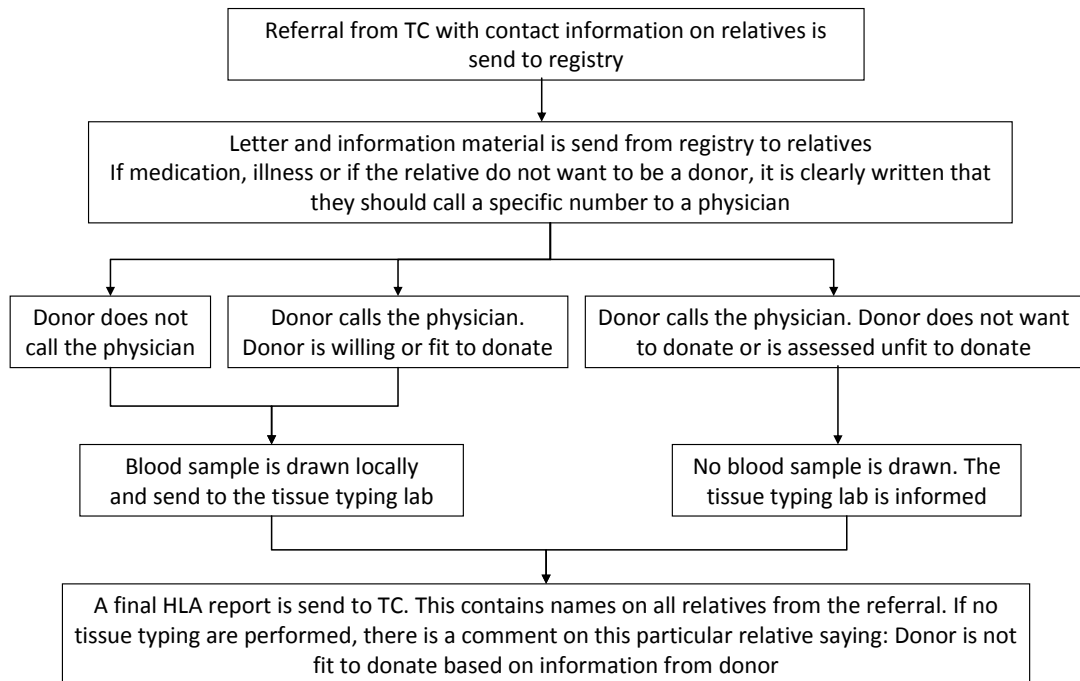 Referral from TC with contact information on relatives is
send to registry
Letter and information material is send from registry to relatives
If medication, illness or if the relative do not want to be a donor, it is clearly written that
they should call a specific number to a physician
Donor does not
call the physician
Donor calls the physician.
Donor is willing or fit to donate
Donor calls the physician. Donor does not want
to donate or is assessed unfit to donate
Blood sample is drawn locally
and send to the tissue typing lab
No blood sample is drawn. The
tissue typing lab is informed
A final HLA report is send to TC. This contains names on all relatives from the referral. If no
tissue typing are performed, there is a comment on this particular relative saying: Donor is not
fit to donate based on information from donor